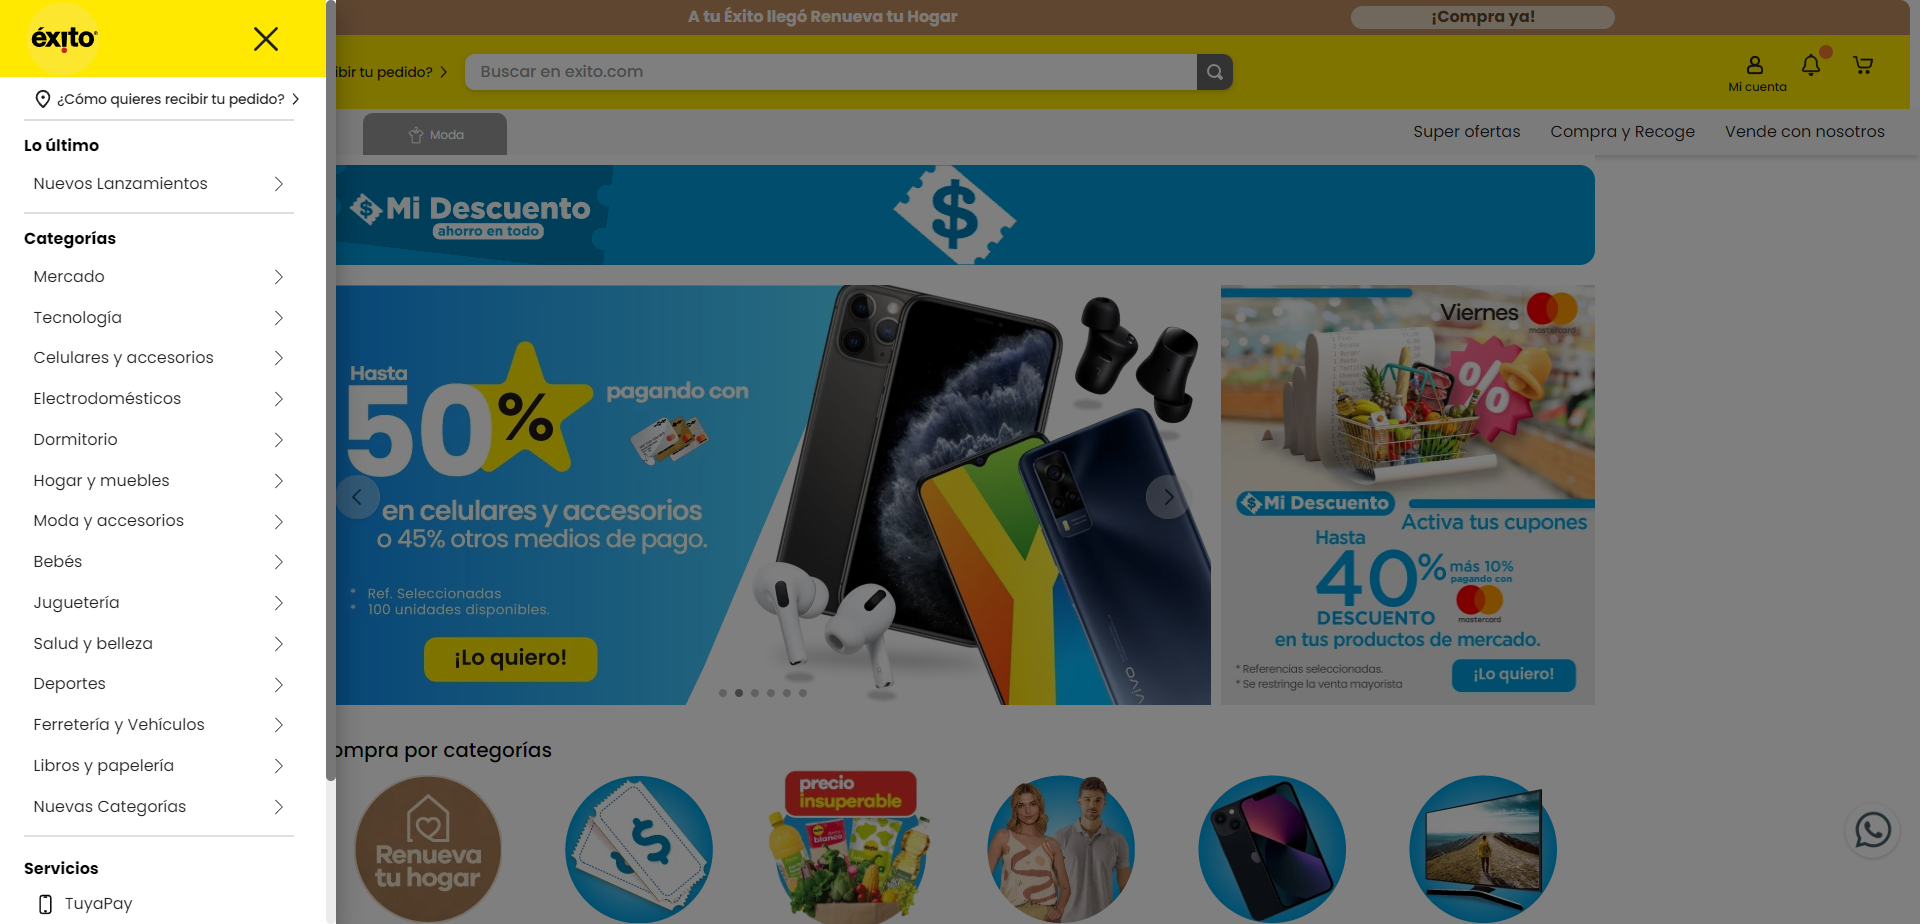 éxito
¿Cómo quieres recibir tu pedido?
Lo último
Nuevos Lanzamientos
Categorías
Mercado
Tecnología
Celulares y accesorios
Electrodomésticos
Dormitorio
Hogar y muebles
Moda y accesorios
Bebés
Juguetería
Salud y belleza
Deportes
Ferretería y Vehículos
Libros y papelería
Nuevas Categorías
Servicios
TuyaPay
A tu Éxito llegó Renueva tu Hogar
¡Compra ya!
ibir tu pedido?
Buscar en exito.com
Mi cuenta
Moda
Super ofertas
Compra y Recoge
Vende con nosotros
$ Mi Descuento
ahorro en todo
$
Hasta
50%
pagando con
en celulares y accesorios
o 45% otros medios de pago.
* Ref. Seleccionadas
* 100 unidades disponibles.
¡Lo quiero!
VIVO
Viernes
mastercard
%
$ Mi Descuento
Activa tus cupones
Hasta
40%
más 10%
pagando con
mastercard
DESCUENTO
en tus productos de mercado.
* Referencias seleccionadas.
* Se restringe la venta mayorista
¡Lo quiero!
ompra por categorías
Renueva
tu hogar
$
precio
insuperable